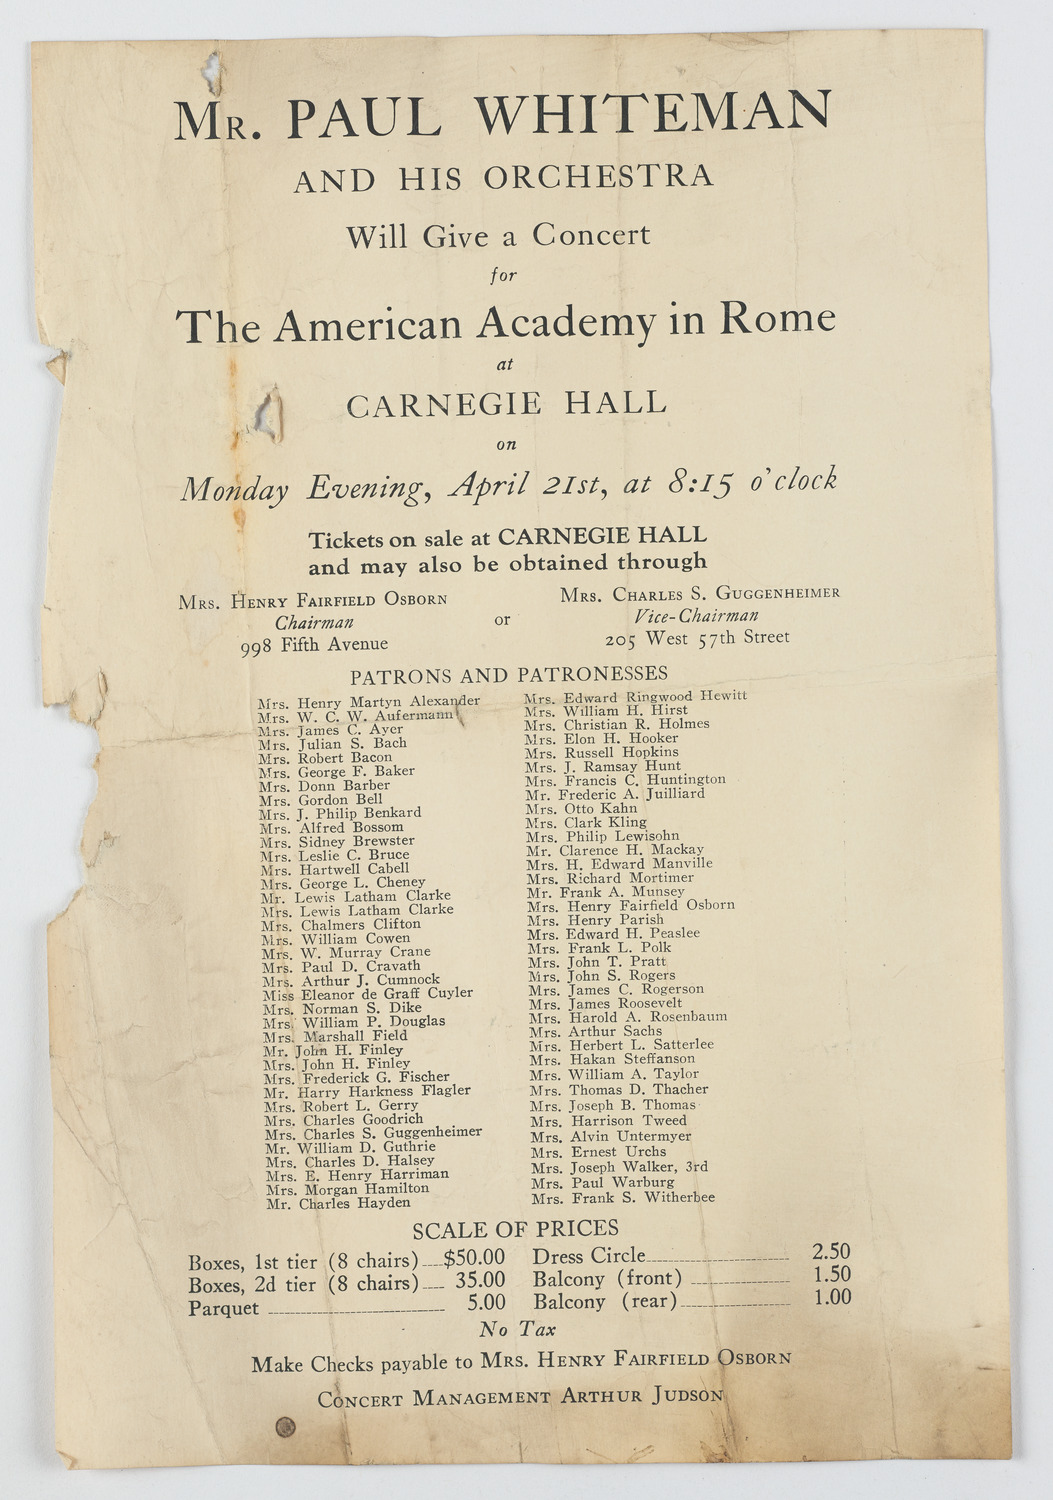 Mr. PAUL WHITEMAN
AND HIS ORCHESTRA
Will Give a Concert
for
The American Academy in Rome
at
CARNEGIE HALL
on
Monday Evening, April 21st, at 8:15 o'clock
Tickets on sale at CARNEGIE HALL
and may also be obtained through
Mrs. Henry Fairfield Osborn
Chairman
998 Fifth Avenue
or
Mrs. Charles S. Guggenheimer
Vice-Chairman
205 West 57th Street
PATRONS AND PATRONESSES
Mrs. Henry Martyn Alexander
Mrs. W. C. W. Aufermann
Mrs. James C. Ayer
Mrs. Julian S. Bach
Mrs. Robert Bacon
Mrs. George F. Baker
Mrs. Donn Barber
Mrs. Gordon Bell
Mrs. J. Philip Benkard
Mrs. Alfred Bossom
Mrs. Sidney Brewster
Mrs. Leslie C. Bruce
Mrs. Hartwell Cabell
Mrs. George L. Cheney
Mr. Lewis Latham Clarke
Mrs. Lewis Latham Clarke
Mrs. Chalmers Clifton
Mrs. William Cowen
Mrs. W. Murray Crane
Mrs. Paul D. Cravath
Mrs. Arthur J. Cumnock
Miss Eleanor de Graff Cuyler
Mrs. Norman S. Dike
Mrs. William P. Douglas
Mrs. Marshall Field
Mr. John H. Finley
Mrs. John H. Finley
Mrs. Frederick G. Fischer
Mr. Harry Harkness Flagler
Mrs. Robert L. Gerry
Mrs. Charles Goodrich
Mrs. Charles S. Guggenheimer
Mr. William D. Guthrie
Mrs. Charles D. Halsey
Mrs. E. Henry Harriman
Mrs. Morgan Hamilton
Mr. Charles Hayden
Mrs. Edward Ringwood Hewitt
Mrs. William H. Hirst
Mrs. Christian R. Holmes
Mrs. Elon H. Hooker
Mrs. Russell Hopkins
Mrs. J. Ramsay Hunt
Mrs. Francis C. Huntington
Mr. Frederic A. Juilliard
Mrs. Otto Kahn
Mrs. Clark Kling
Mrs. Philip Lewisohn
Mr. Clarence H. Mackay
Mrs. H. Edward Manville
Mrs. Richard Mortimer
Mr. Frank A. Munsey
Mrs. Henry Fairfield Osborn
Mrs. Henry Parish
Mrs. Edward H. Peaslee
Mrs. Frank L. Polk
Mrs. John T. Pratt
Mrs. John S. Rogers
Mrs. James C. Rogerson
Mrs. James Roosevelt
Mrs. Harold A. Rosenbaum
Mrs. Arthur Sachs
Mrs. Herbert L. Satterlee
Mrs. Hakan Steffanson
Mrs. William A. Taylor
Mrs. Thomas D. Thacher
Mrs. Joseph B. Thomas
Mrs. Harrison Tweed
Mrs. Alvin Untermyer
Mrs. Ernest Urchs
Mrs. Joseph Walker, 3rd
Mrs. Paul Warburg
Mrs. Frank S. Witherbee
SCALE OF PRICES
Boxes, 1st tier (8 chairs) $50.00
Boxes, 2d tier (8 chairs) 35.00
Parquet 5.00
Dress Circle 2.50
Balcony (front) 1.50
Balcony (rear) 1.00
No Tax
Make Checks payable to Mrs. Henry Fairfield Osborn
Concert Management Arthur Judson